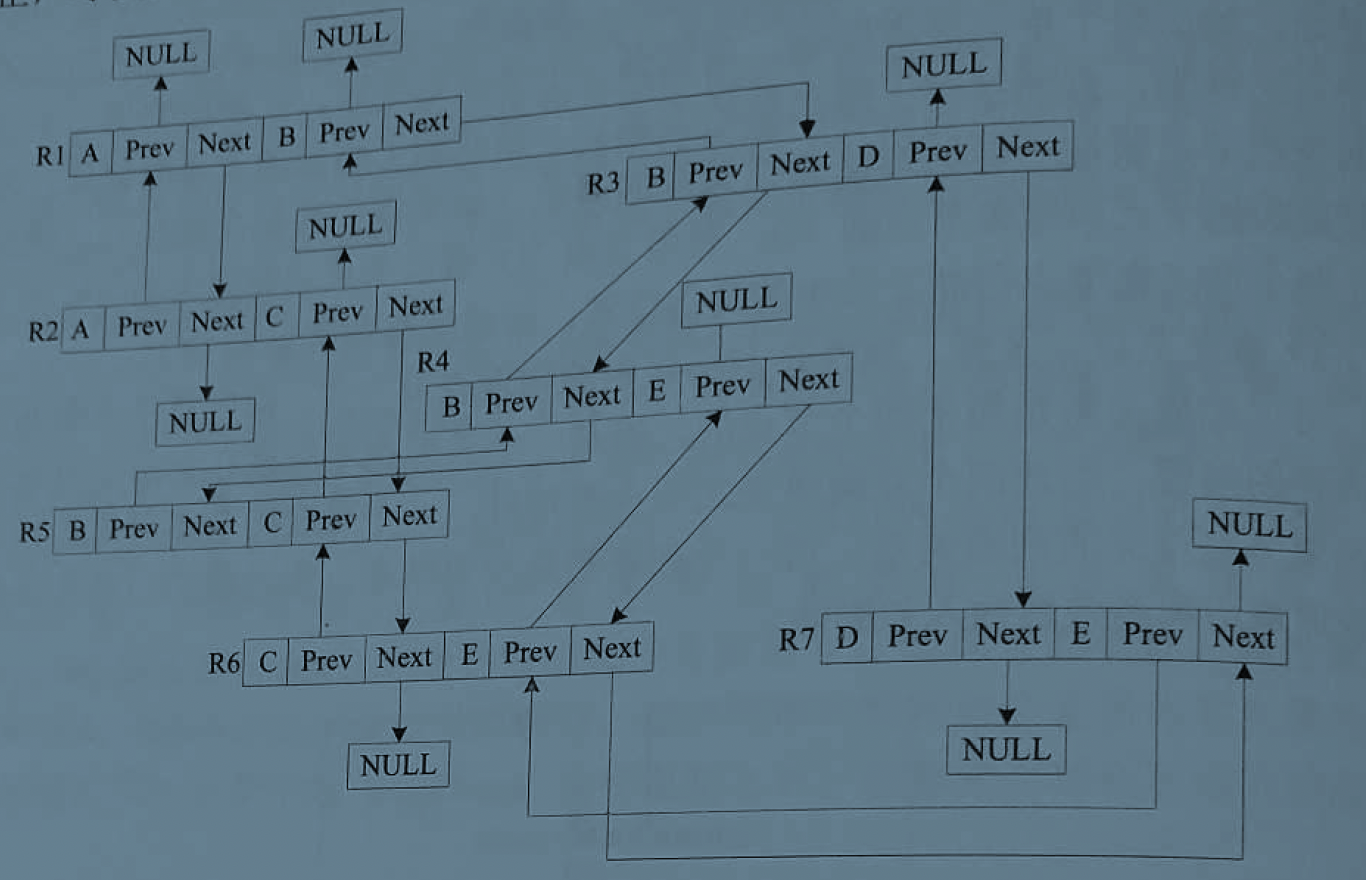 NULL
NULL
NULL
R1 A Prev Next B Prev Next
R3 B Prev Next D Prev Next
NULL
R2 A Prev Next C Prev Next
NULL
R4
B Prev Next E Prev Next
NULL
R5 B Prev Next C Prev Next
NULL
R6 C Prev Next E Prev Next
R7 D Prev Next E Prev Next
NULL
NULL